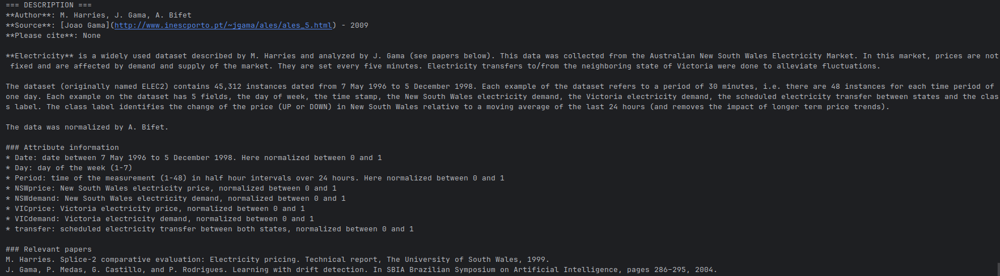 === DESCRIPTION ===
**Author**: M. Harries, J. Gama, A. Bifet
**Source**: [Joao Gama](http://www.inescporto.pt/~jgama/ales/ales_5.html) - 2009
**Please cite**: None
**Electricity** is a widely used dataset described by M. Harries and analyzed by J. Gama (see papers below). This data was collected from the Australian New South Wales Electricity Market. In this market, prices are not
fixed and are affected by demand and supply of the market. They are set every five minutes. Electricity transfers to/from the neighboring state of Victoria were done to alleviate fluctuations.
The dataset (originally named ELEC2) contains 45,312 instances dated from 7 May 1996 to 5 December 1998. Each example of the dataset refers to a period of 30 minutes, i.e. there are 48 instances for each time period of
one day. Each example on the dataset has 5 fields, the day of week, the time stamp, the New South Wales electricity demand, the Victoria electricity demand, the scheduled electricity transfer between states and the clas
s label. The class label identifies the change of the price (UP or DOWN) in New South Wales relative to a moving average of the last 24 hours (and removes the impact of longer term price trends).
The data was normalized by A. Bifet.
### Attribute information
* Date: date between 7 May 1996 to 5 December 1998. Here normalized between 0 and 1
* Day: day of the week (1-7)
* Period: time of the measurement (1-48) in half hour intervals over 24 hours. Here normalized between 0 and 1
* NSWprice: New South Wales electricity price, normalized between 0 and 1
* NSWdemand: New South Wales electricity demand, normalized between 0 and 1
* VICprice: Victoria electricity price, normalized between 0 and 1
* VICdemand: Victoria electricity demand, normalized between 0 and 1
* transfer: scheduled electricity transfer between both states, normalized between 0 and 1
### Relevant papers
M. Harries. Splice-2 comparative evaluation: Electricity pricing. Technical report, The University of South Wales, 1999.
J. Gama, P. Medas, G. Castillo, and P. Rodrigues. Learning with drift detection. In SBIA Brazilian Symposium on Artificial Intelligence, pages 286–295, 2004.